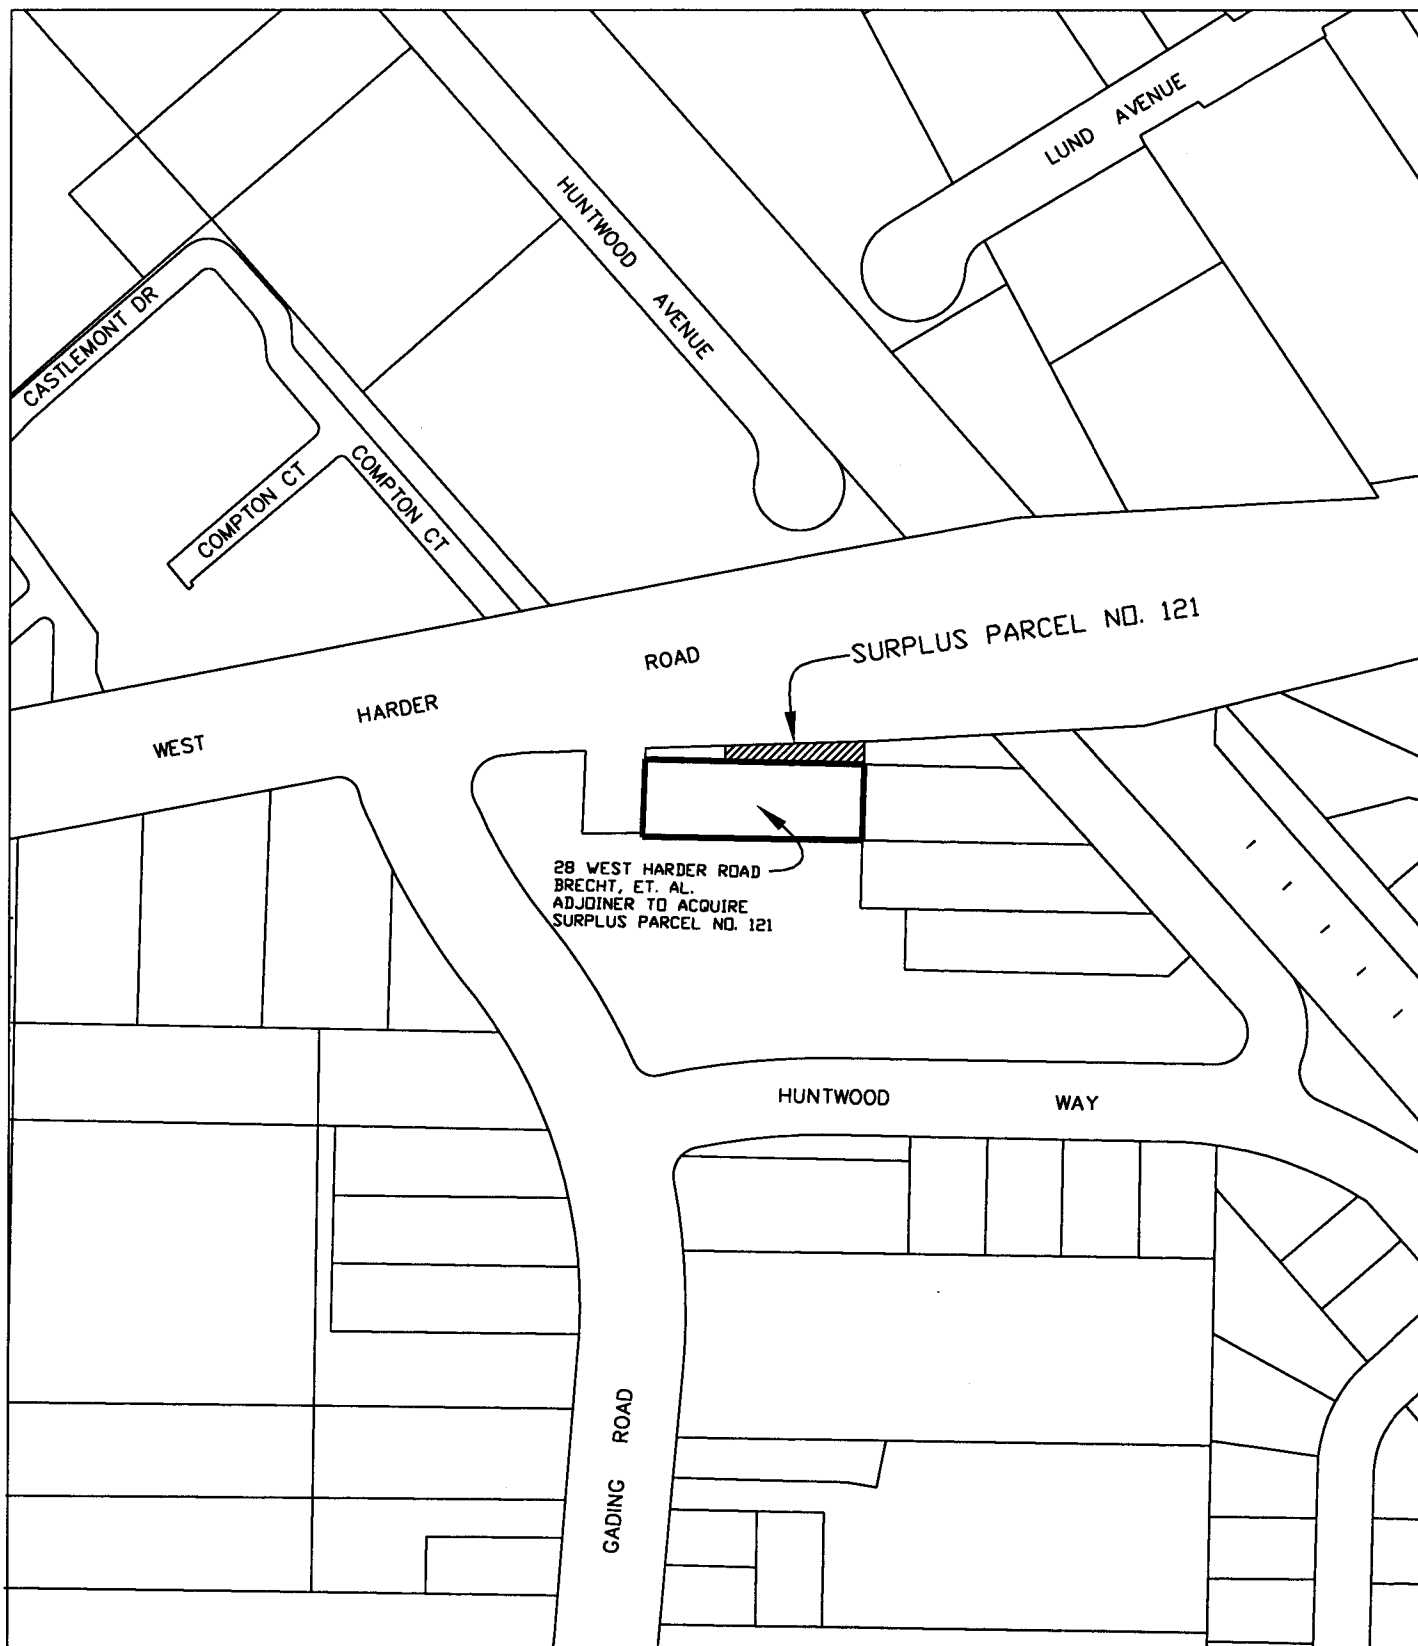 LUND AVENUE
HUNTWOOD AVENUE
CASTLEMONT DR
COMPTON CT
COMPTON CT
SURPLUS PARCEL NO. 121
WEST HARDER ROAD
28 WEST HARDER ROAD
BRECHT, ET. AL.
ADJOINER TO ACQUIRE
SURPLUS PARCEL NO. 121
HUNTWOOD WAY
GADING ROAD